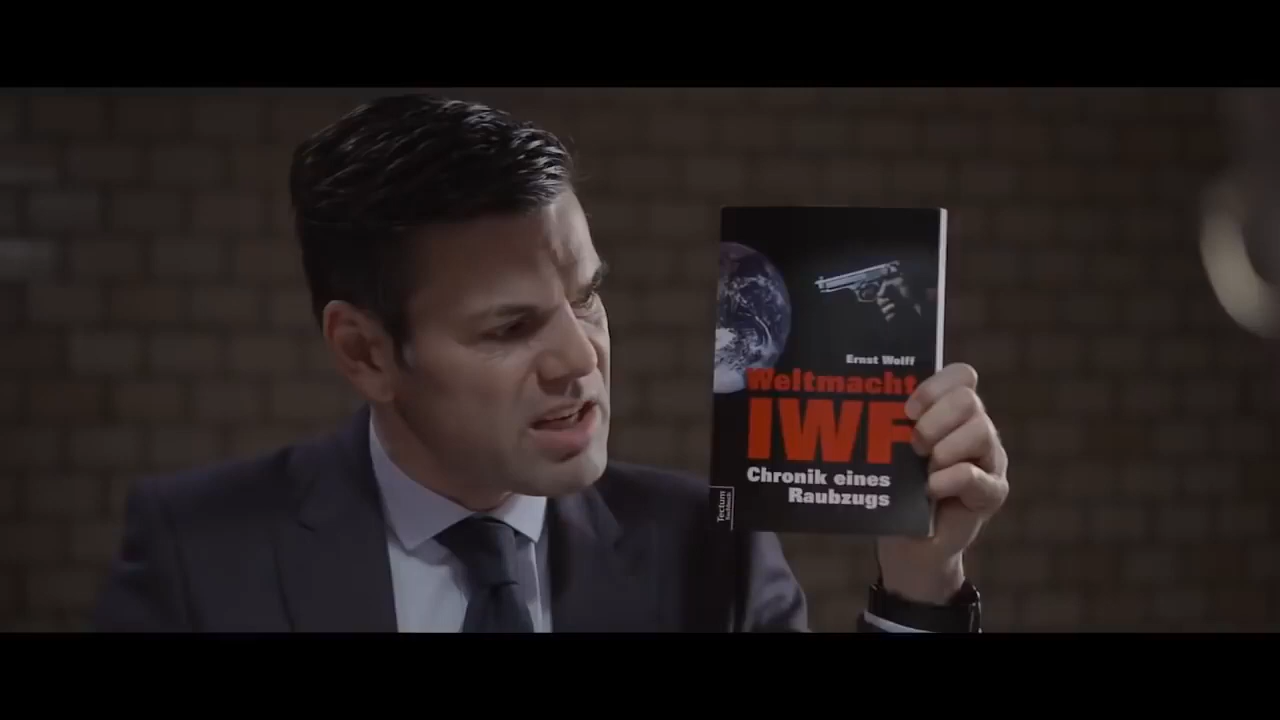 Ernst Wolff
Weltmacht
IWF
Chronik eines
Raubzugs
Tectum